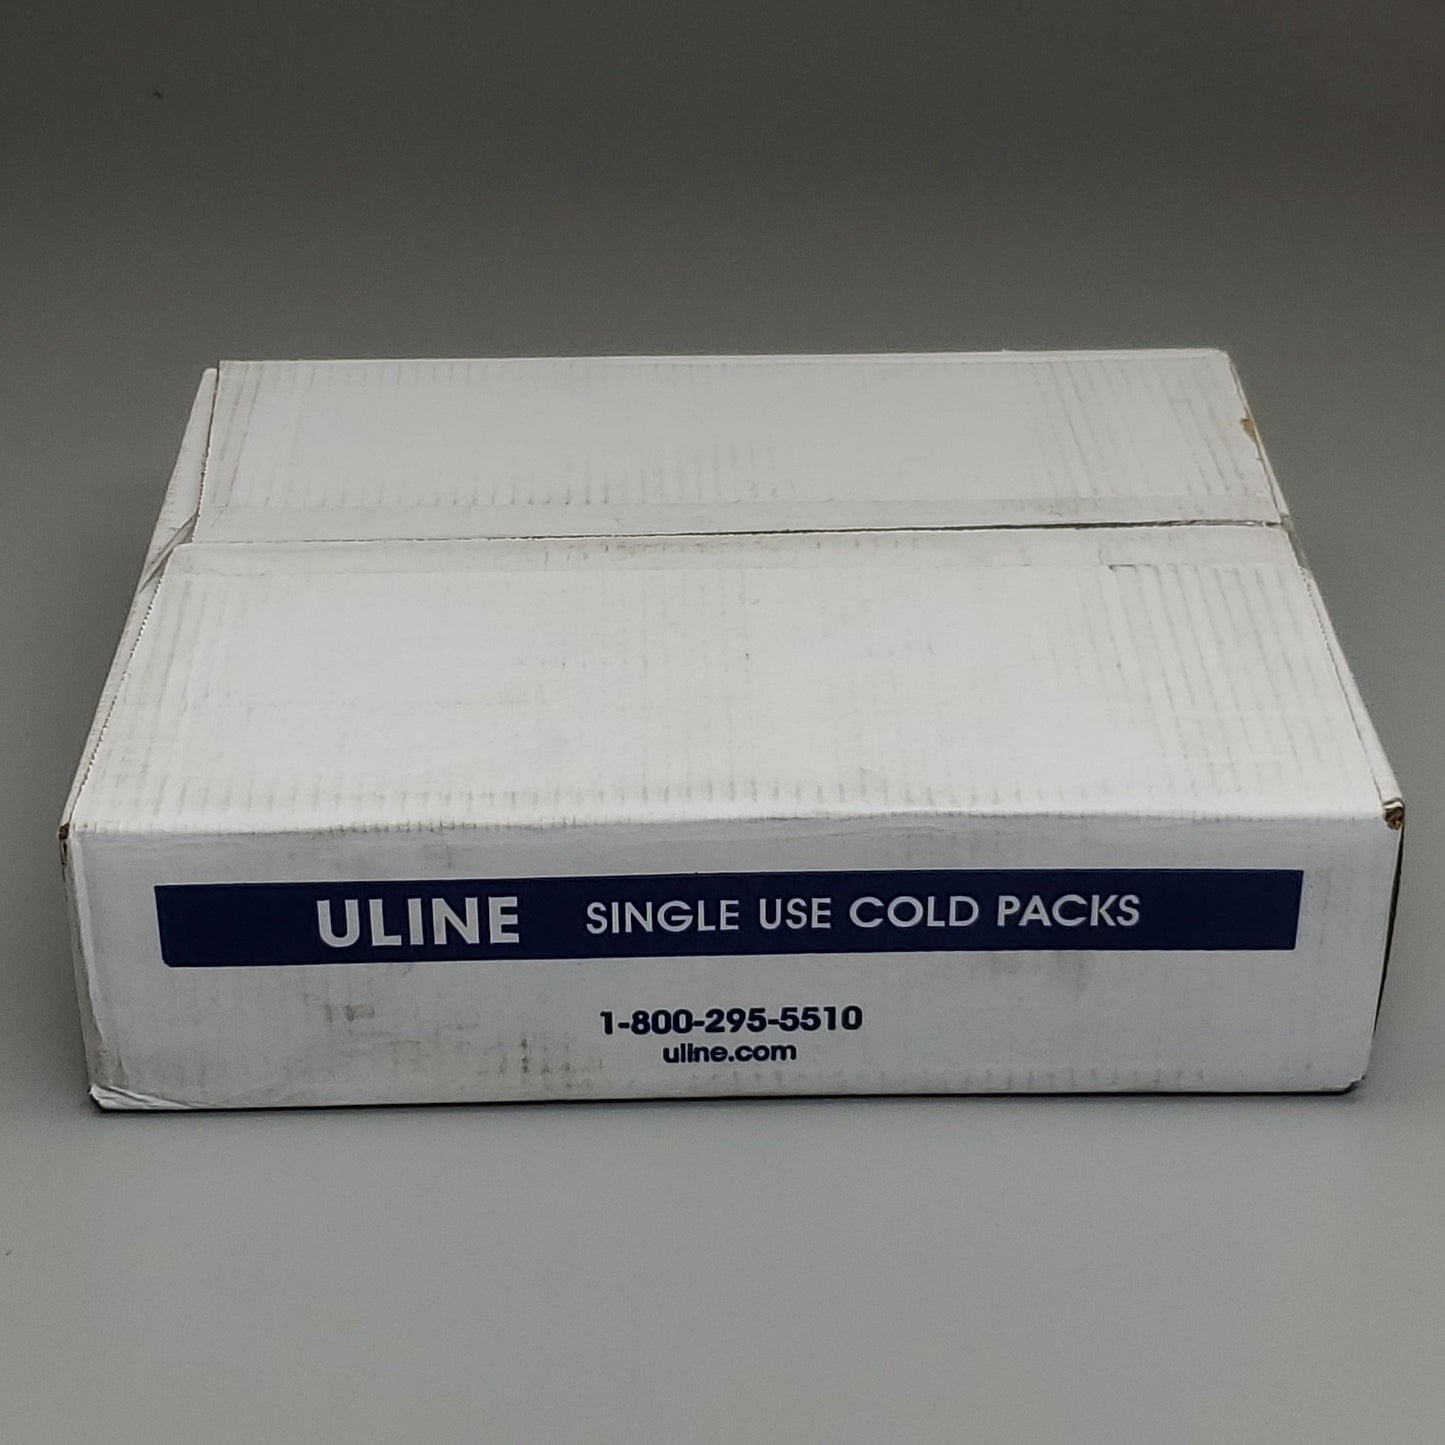 ULINE SINGLE USE COLD PACKS
1-800-295-5510
uline.com